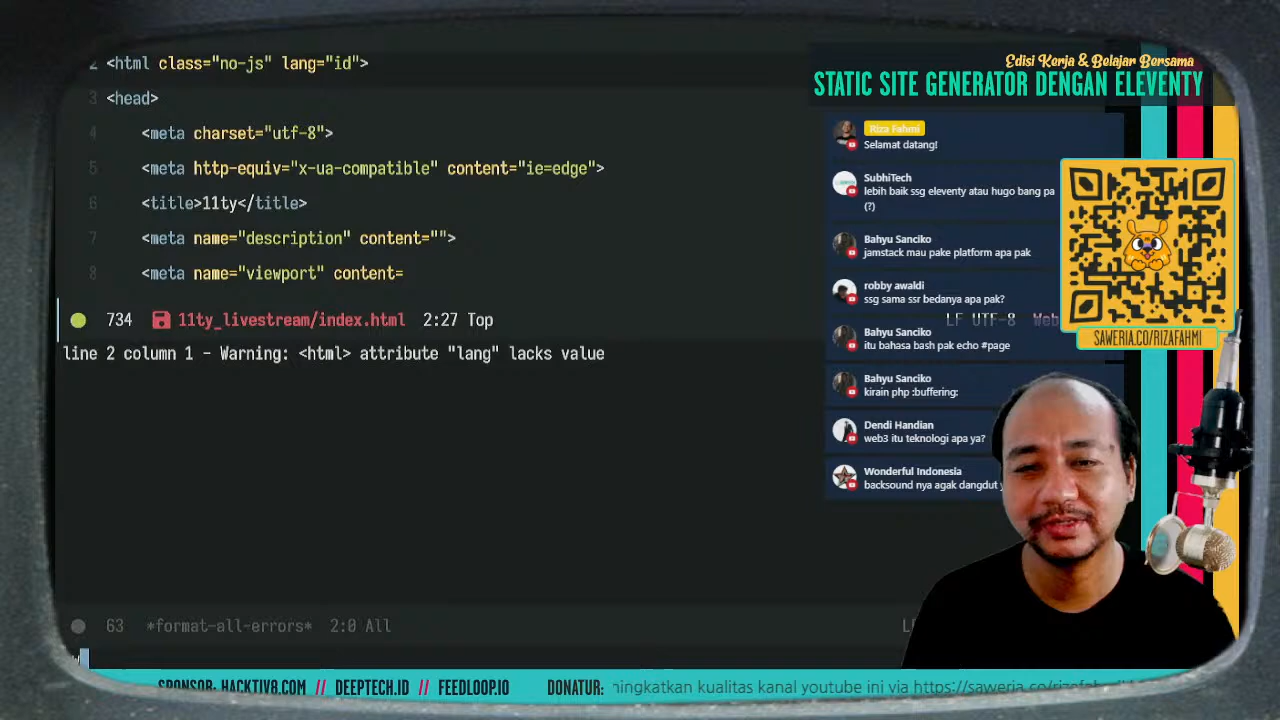 2 <html class="no-js" lang="id">
3 <head>
4 <meta charset="utf-8">
5 <meta http-equiv="x-ua-compatible" content="ie=edge">
6 <title>11ty</title>
7 <meta name="description" content="">
8 <meta name="viewport" content=
734 11ty_livestream/index.html 2:27 Top LF UTF-8 Web
line 2 column 1 - Warning: <html> attribute "lang" lacks value
63 *format-all-errors* 2:0 All
Edisi Kerja & Belajar Bersama
STATIC SITE GENERATOR DENGAN ELEVENTY
Riza Fahmi
Selamat datang!
SubhiTech
lebih baik ssg eleventy atau hugo bang pa
(?)
Bahyu Sanciko
jamstack mau pake platform apa pak
robby awaldi
ssg sama ssr bedanya apa pak?
Bahyu Sanciko
itu bahasa bash pak echo #page
Bahyu Sanciko
kirain php :buffering:
Dendi Handian
web3 itu teknologi apa ya?
Wonderful Indonesia
backsound nya agak dangdut y
SAWERIA.CO/RIZAFAHMI
SPONSOR: HACKTIV8.COM // DEEPTECH.ID // FEEDLOOP.IO DONATUR: ningkatkan kualitas kanal youtube ini via https://saweria.co/rizafahmi